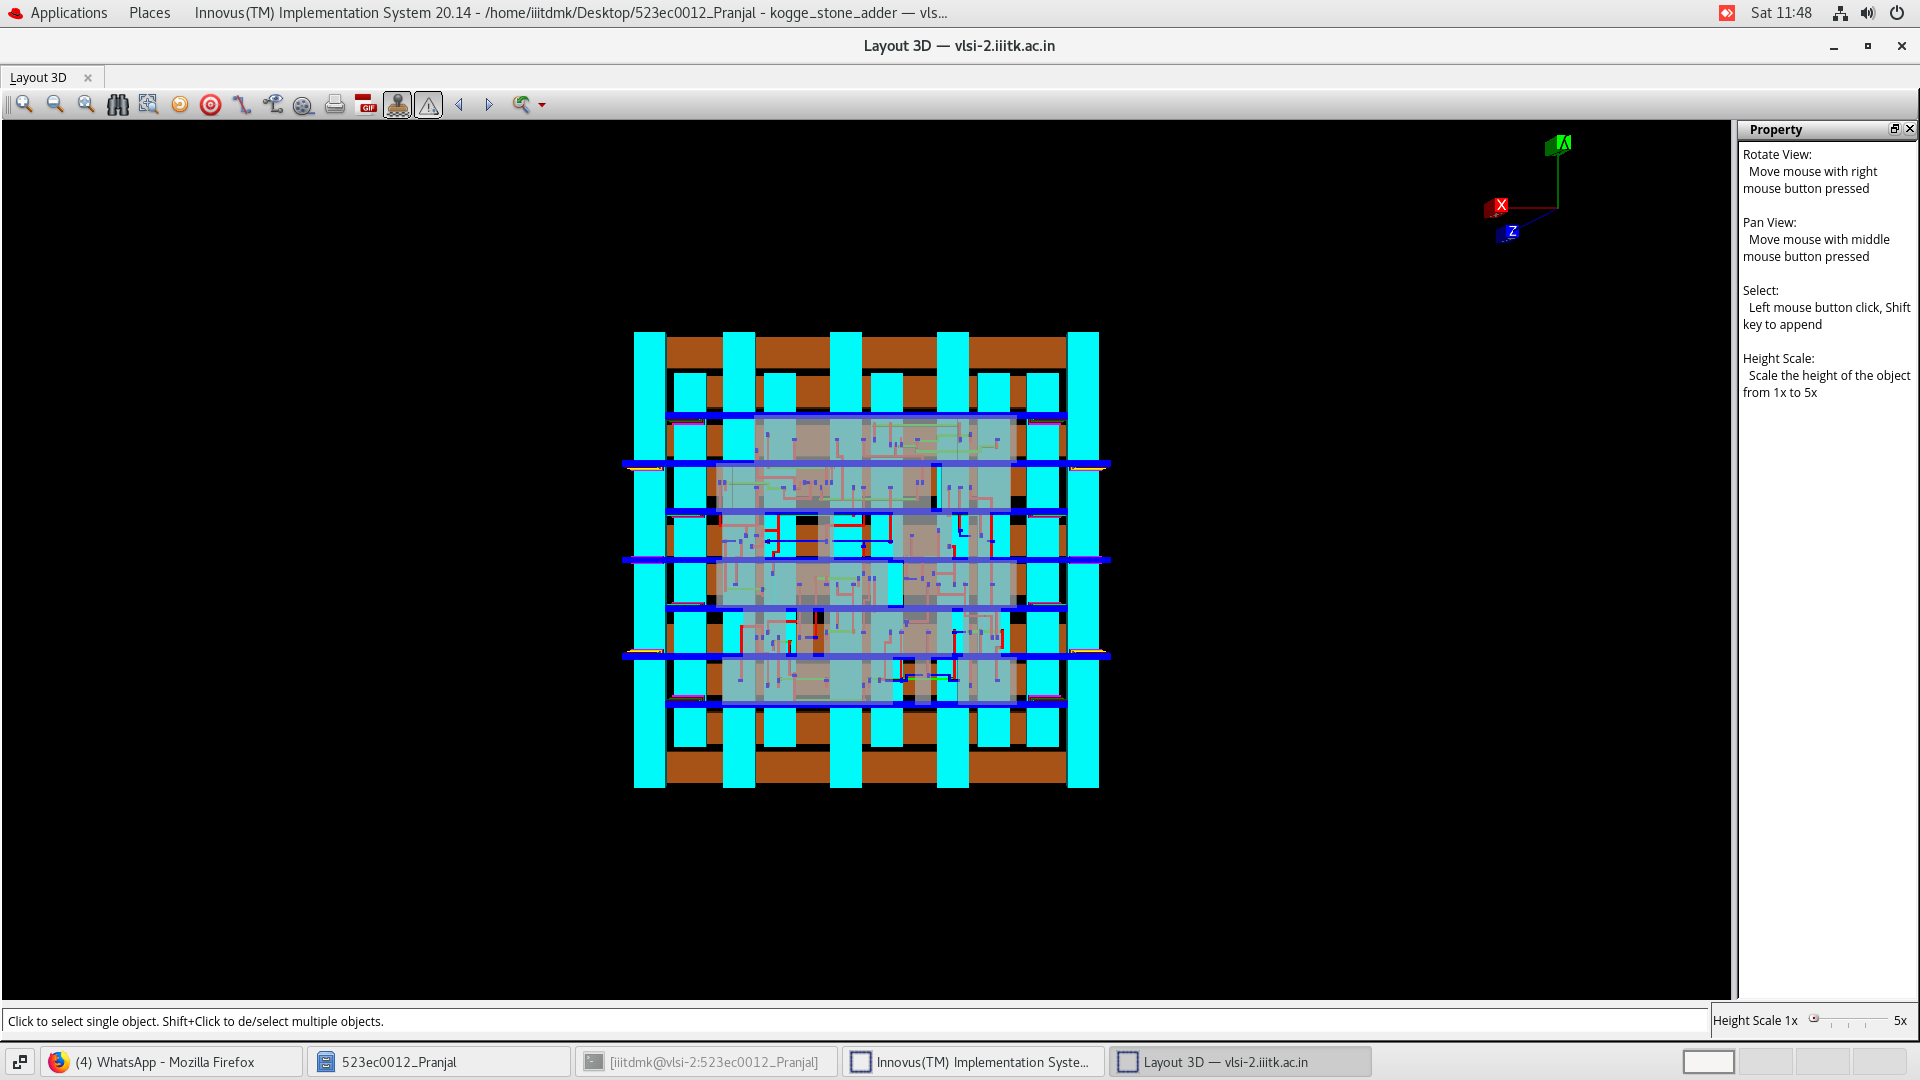 Applications Places Innovus(TM) Implementation System 20.14 - /home/iiitdmk/Desktop/523ec0012_Pranjal - kogge_stone_adder — vls... Sat 11:48
Layout 3D — vlsi-2.iiitk.ac.in
Layout 3D
GIF
Property
Y
X
Z
Rotate View:
Move mouse with right
mouse button pressed
Pan View:
Move mouse with middle
mouse button pressed
Select:
Left mouse button click, Shift
key to append
Height Scale:
Scale the height of the object
from 1x to 5x
Click to select single object. Shift+Click to de/select multiple objects.
Height Scale 1x 5x
(4) WhatsApp - Mozilla Firefox
523ec0012_Pranjal
[iiitdmk@vlsi-2:523ec0012_Pranjal]
Innovus(TM) Implementation Syste...
Layout 3D — vlsi-2.iiitk.ac.in